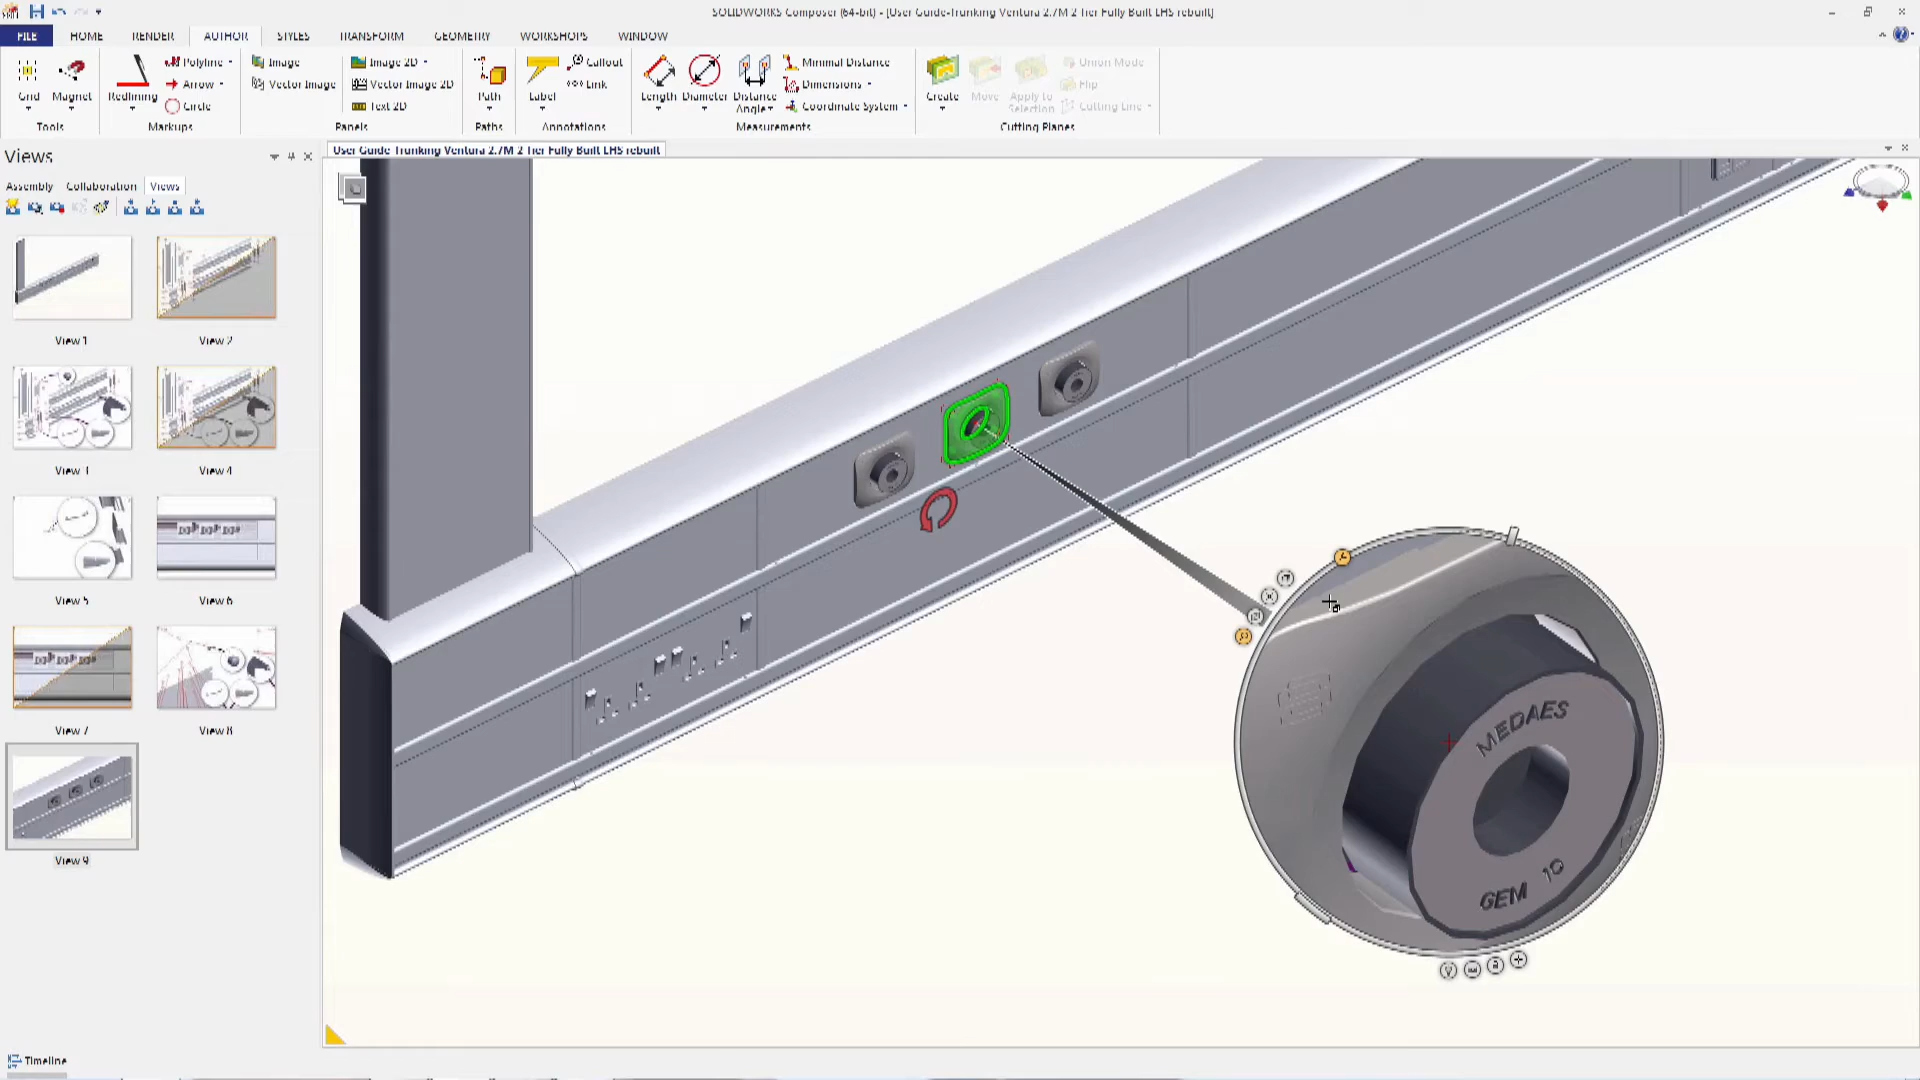 SOLIDWORKS Composer (64-bit) - [User Guide-Trunking Ventura 2.7M 2 Tier Fully Built LHS rebuilt]
FILE HOME RENDER AUTHOR STYLES TRANSFORM GEOMETRY WORKSHOPS WINDOW
Polyline Image Image 2D Callout Minimal Distance Union Mode
Arrow Vector Image Vector Image 2D Link Dimensions Flip
Grid Magnet Redlining Circle Text 2D Path Label Length Diameter Distance Angle Coordinate System Create Move Apply to Selection Cutting Line
Tools Markups Panels Paths Annotations Measurements Cutting Planes
Views
User Guide-Trunking Ventura 2.7M 2 Tier Fully Built LHS rebuilt
Assembly Collaboration Views
View 1 View 2
View 3 View 4
View 5 View 6
View 7 View 8
View 9
MEDAES
GEM 10
Timeline